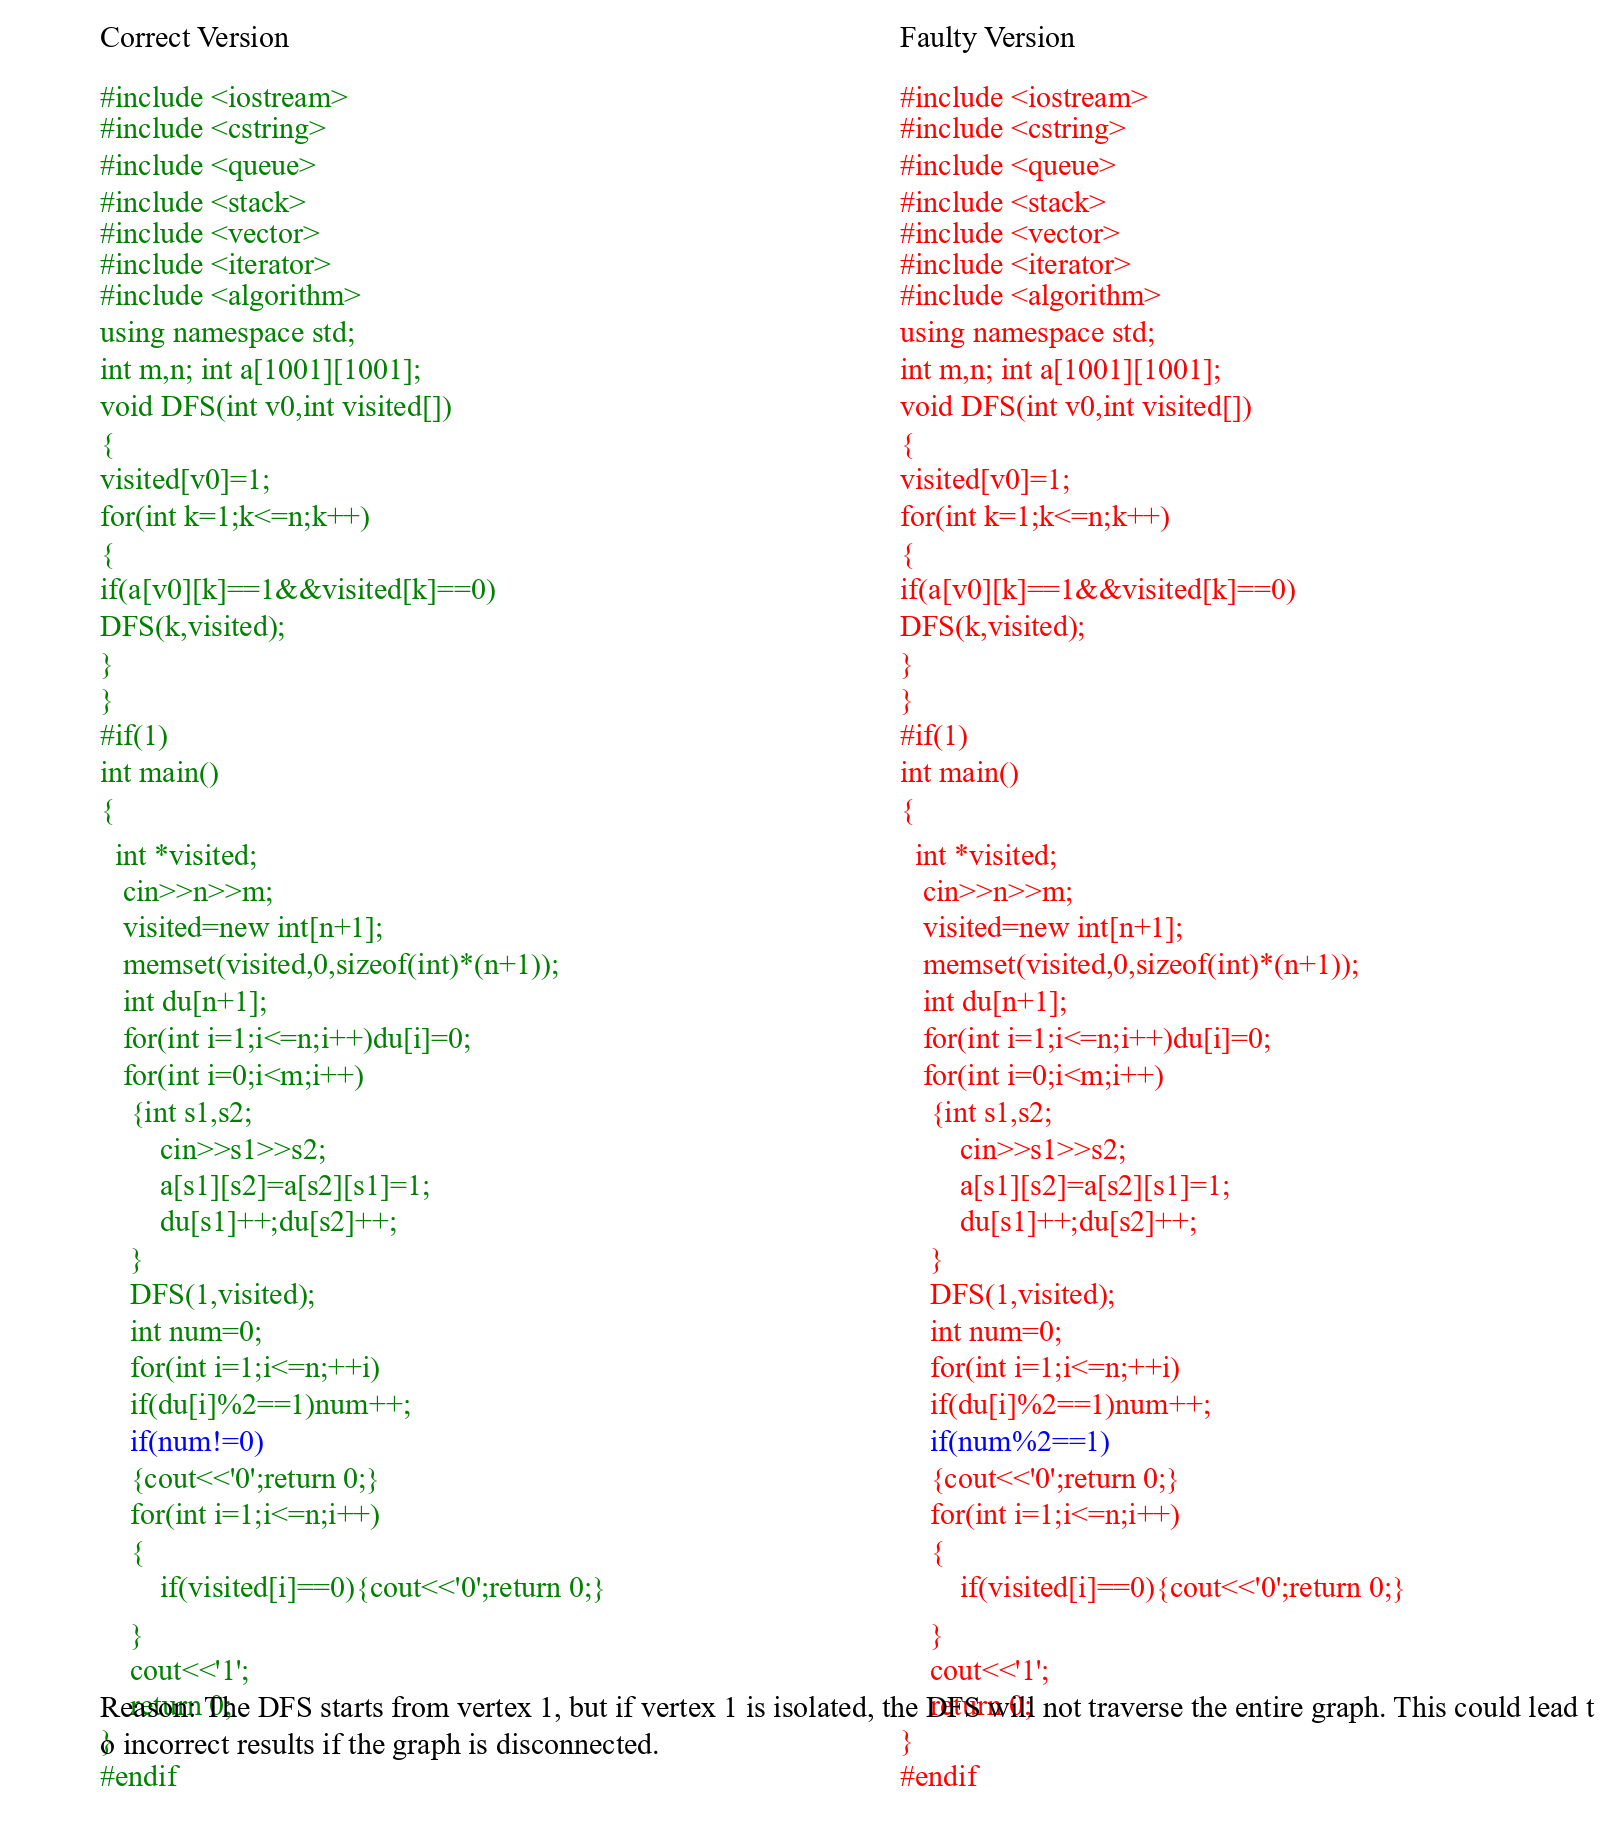 Correct Version
#include <iostream>
#include <cstring>
#include <queue>
#include <stack>
#include <vector>
#include <iterator>
#include <algorithm>
using namespace std;
int m,n; int a[1001][1001];
void DFS(int v0,int visited[])
{
visited[v0]=1;
for(int k=1;k<=n;k++)
{
if(a[v0][k]==1&&visited[k]==0)
DFS(k,visited);
}
}
#if(1)
int main()
{
int *visited;
cin>>n>>m;
visited=new int[n+1];
memset(visited,0,sizeof(int)*(n+1));
int du[n+1];
for(int i=1;i<=n;i++)du[i]=0;
for(int i=0;i<m;i++)
{int s1,s2;
cin>>s1>>s2;
a[s1][s2]=a[s2][s1]=1;
du[s1]++;du[s2]++;
}
DFS(1,visited);
int num=0;
for(int i=1;i<=n;++i)
if(du[i]%2==1)num++;
if(num!=0)
{cout<<'0';return 0;}
for(int i=1;i<=n;i++)
{
if(visited[i]==0){cout<<'0';return 0;}
}
cout<<'1';
return 0;
}
#endif
Faulty Version
#include <iostream>
#include <cstring>
#include <queue>
#include <stack>
#include <vector>
#include <iterator>
#include <algorithm>
using namespace std;
int m,n; int a[1001][1001];
void DFS(int v0,int visited[])
{
visited[v0]=1;
for(int k=1;k<=n;k++)
{
if(a[v0][k]==1&&visited[k]==0)
DFS(k,visited);
}
}
#if(1)
int main()
{
int *visited;
cin>>n>>m;
visited=new int[n+1];
memset(visited,0,sizeof(int)*(n+1));
int du[n+1];
for(int i=1;i<=n;i++)du[i]=0;
for(int i=0;i<m;i++)
{int s1,s2;
cin>>s1>>s2;
a[s1][s2]=a[s2][s1]=1;
du[s1]++;du[s2]++;
}
DFS(1,visited);
int num=0;
for(int i=1;i<=n;++i)
if(du[i]%2==1)num++;
if(num%2==1)
{cout<<'0';return 0;}
for(int i=1;i<=n;i++)
{
if(visited[i]==0){cout<<'0';return 0;}
}
cout<<'1';
return 0;
}
#endif
Reason: The DFS starts from vertex 1, but if vertex 1 is isolated, the DFS will not traverse the entire graph. This could lead t
o incorrect results if the graph is disconnected.